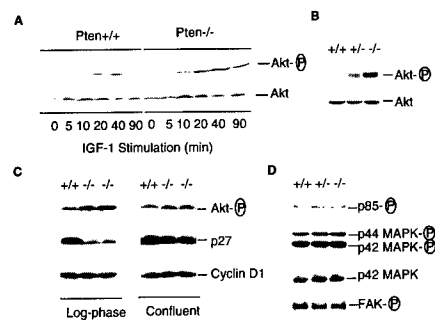 A
Pten+/+ Pten-/-
Akt-P
Akt
0 5 10 20 40 90 0 5 10 20 40 90
IGF-1 Stimulation (min)
B
+/+ +/- -/-
Akt-P
Akt
C
+/+ -/- -/- +/+ -/- -/-
Akt-P
p27
Cyclin D1
Log-phase Confluent
D
+/+ +/- -/-
p85-P
p44 MAPK-P
p42 MAPK-P
p42 MAPK
FAK-P